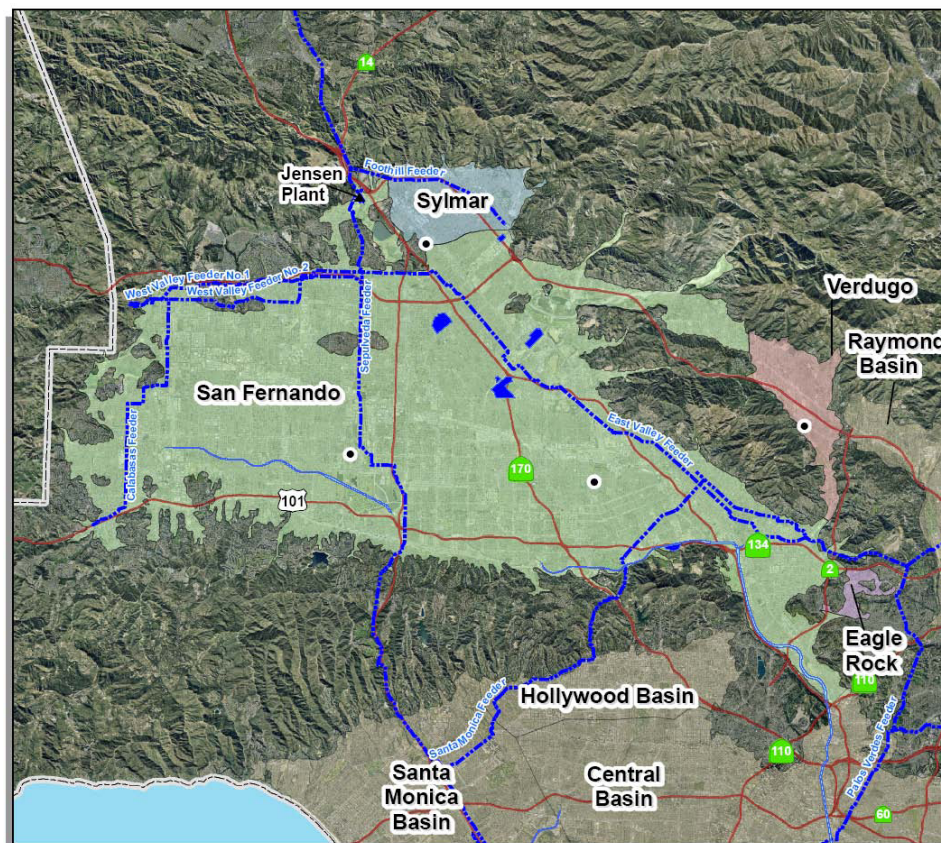 14
Foothill Feeder
Jensen
Plant
Sylmar
West Valley Feeder No.1
West Valley Feeder No.2
Verdugo
Raymond
Basin
Sepulveda Feeder
San Fernando
Calabasas Feeder
East Valley Feeder
170
101
134
2
Eagle
Rock
110
Hollywood Basin
Santa Monica Feeder
Palos Verdes Feeder
110
Santa
Monica
Basin
Central
Basin
60